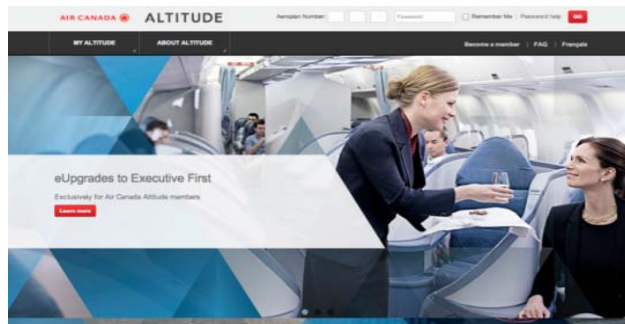 AIR CANADA ALTITUDE
Aeroplan Number: Password Remember Me | Password help GO
MY ALTITUDE ABOUT ALTITUDE Become a member | FAQ | Français
eUpgrades to Executive First
Exclusively for Air Canada Altitude members
Learn more